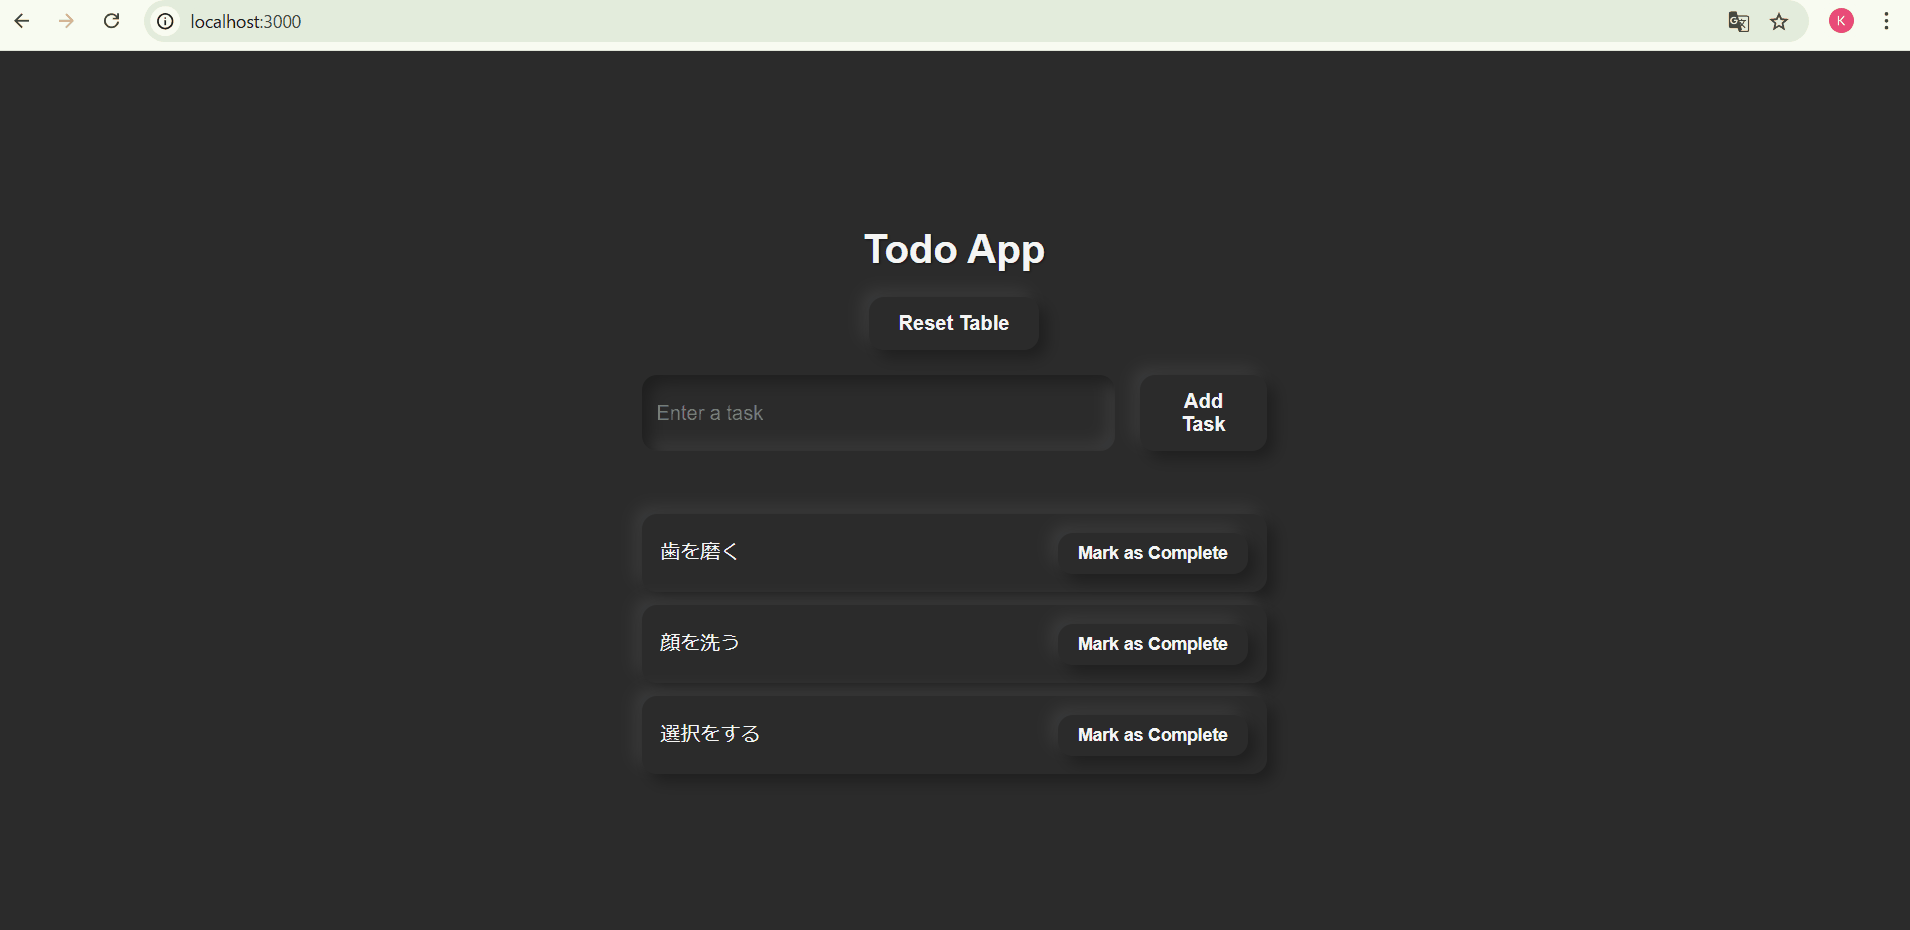 localhost:3000
K
Todo App
Reset Table
Enter a task
Add
Task
歯を磨く
Mark as Complete
顔を洗う
Mark as Complete
選択をする
Mark as Complete